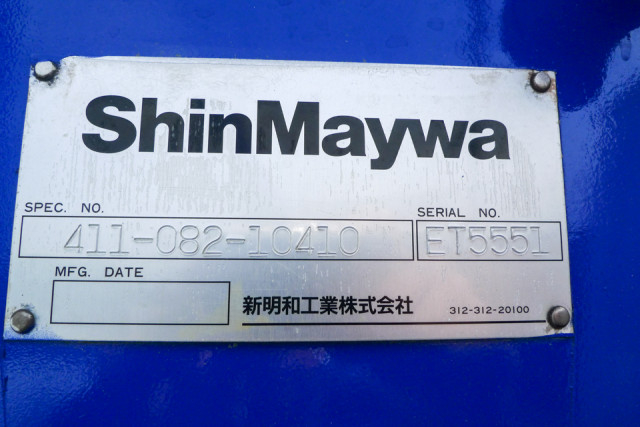 ShinMaywa
SPEC. NO.
SERIAL NO.
411-082-10410
ET5551
MFG. DATE
新明和工業株式会社
312-312-20100